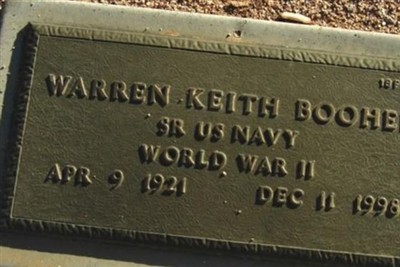 WARREN KEITH BOOHE
SR US NAVY
WORLD WAR II
APR 9 1921 DEC 11 1998